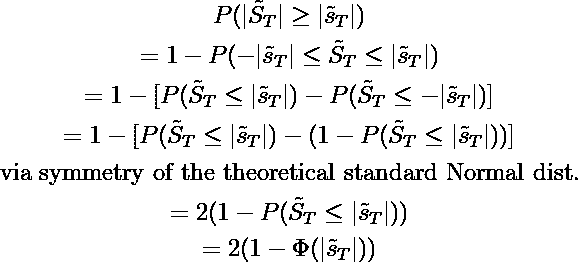 P(|S̃_T| ≥ |s̃_T|)
= 1 − P(−|s̃_T| ≤ S̃_T ≤ |s̃_T|)
= 1 − [P(S̃_T ≤ |s̃_T|) − P(S̃_T ≤ −|s̃_T|)]
= 1 − [P(S̃_T ≤ |s̃_T|) − (1 − P(S̃_T ≤ |s̃_T|))]
via symmetry of the theoretical standard Normal dist.
= 2(1 − P(S̃_T ≤ |s̃_T|))
= 2(1 − Φ(|s̃_T|))